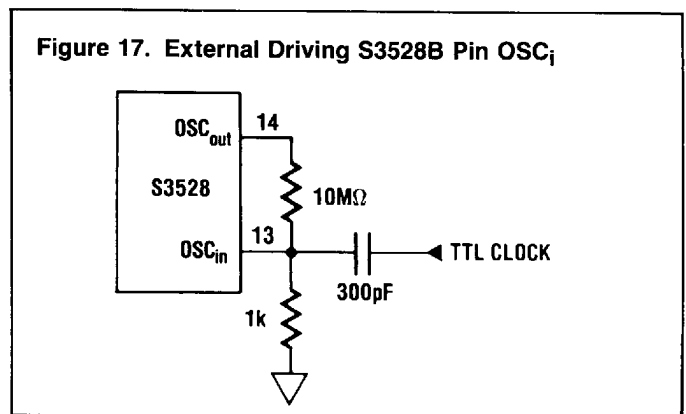 Figure 17. External Driving S3528B Pin OSCi
OSCout 14
S3528
10MΩ
OSCin 13
TTL CLOCK
300pF
1k